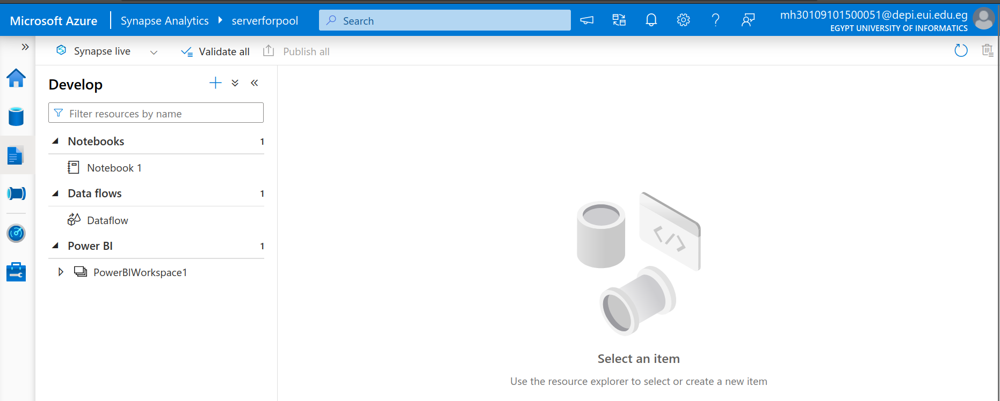 Microsoft Azure
Synapse Analytics
serverforpool
Search
mh30109101500051@depi.eui.edu.eg
EGYPT UNIVERSITY OF INFORMATICS
Synapse live
Validate all
Publish all
Develop
Filter resources by name
Notebooks 1
Notebook 1
Data flows 1
Dataflow
Power BI 1
PowerBIWorkspace1
Select an item
Use the resource explorer to select or create a new item